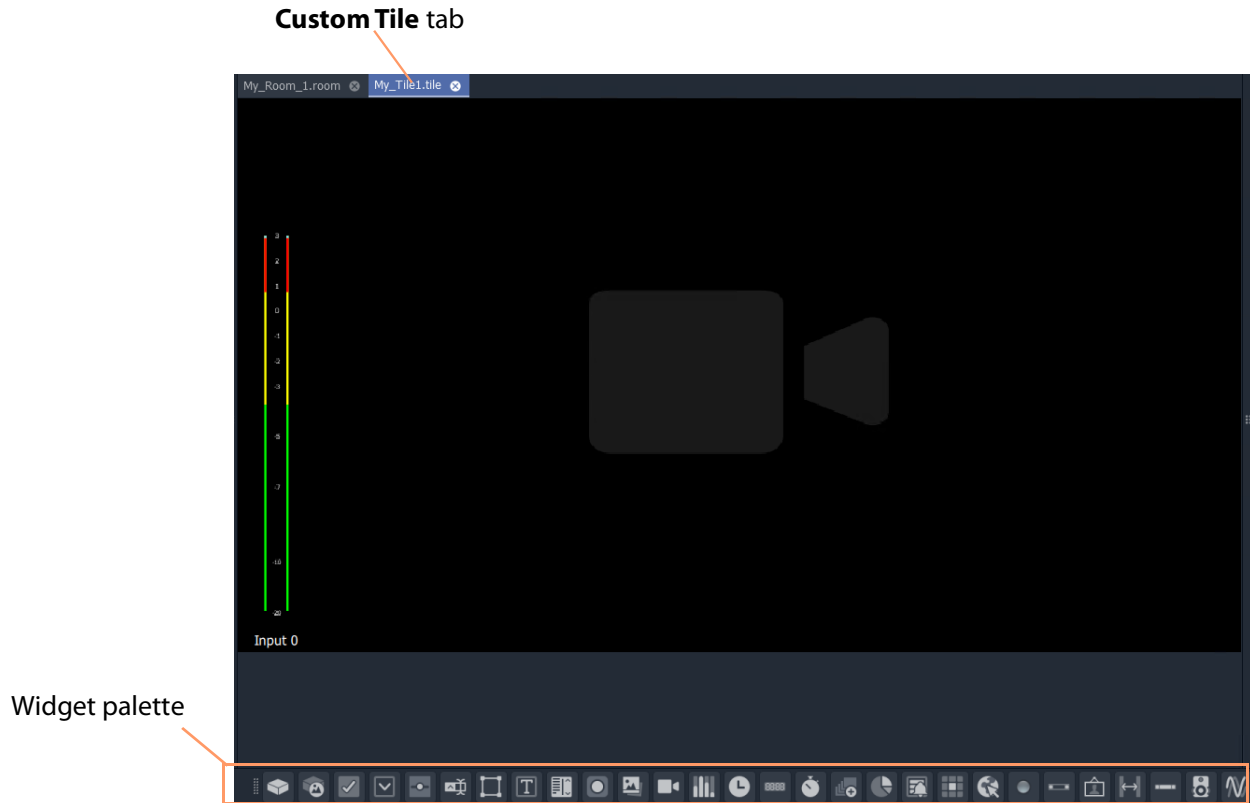 Custom Tile tab
My_Room_1.room My_Tile1.tile
3
2
1
0
-1
-2
-3
-5
-7
-10
-20
Input 0
Widget palette
T